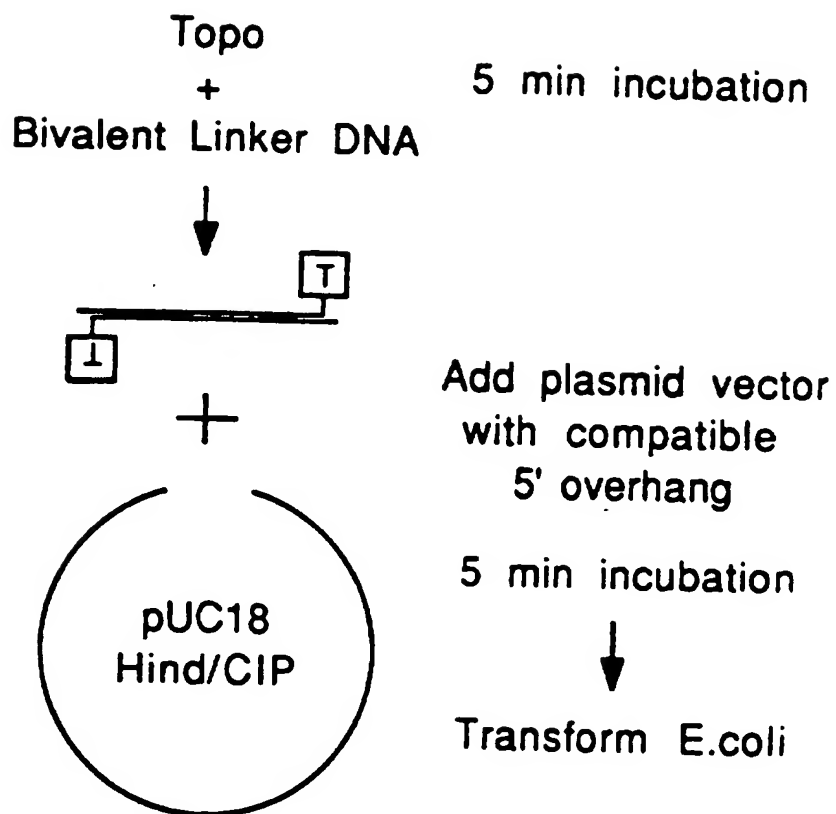 Topo
+
Bivalent Linker DNA
5 min incubation
T
T
+
Add plasmid vector
with compatible
5' overhang
5 min incubation
pUC18
Hind/CIP
Transform E.coli